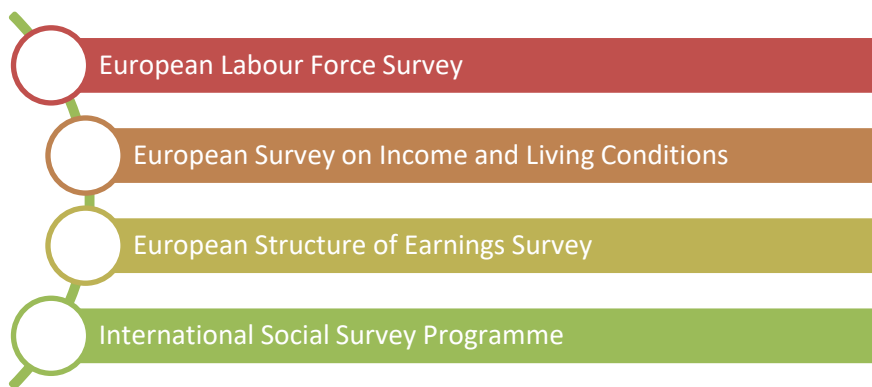 European Labour Force Survey
European Survey on Income and Living Conditions
European Structure of Earnings Survey
International Social Survey Programme